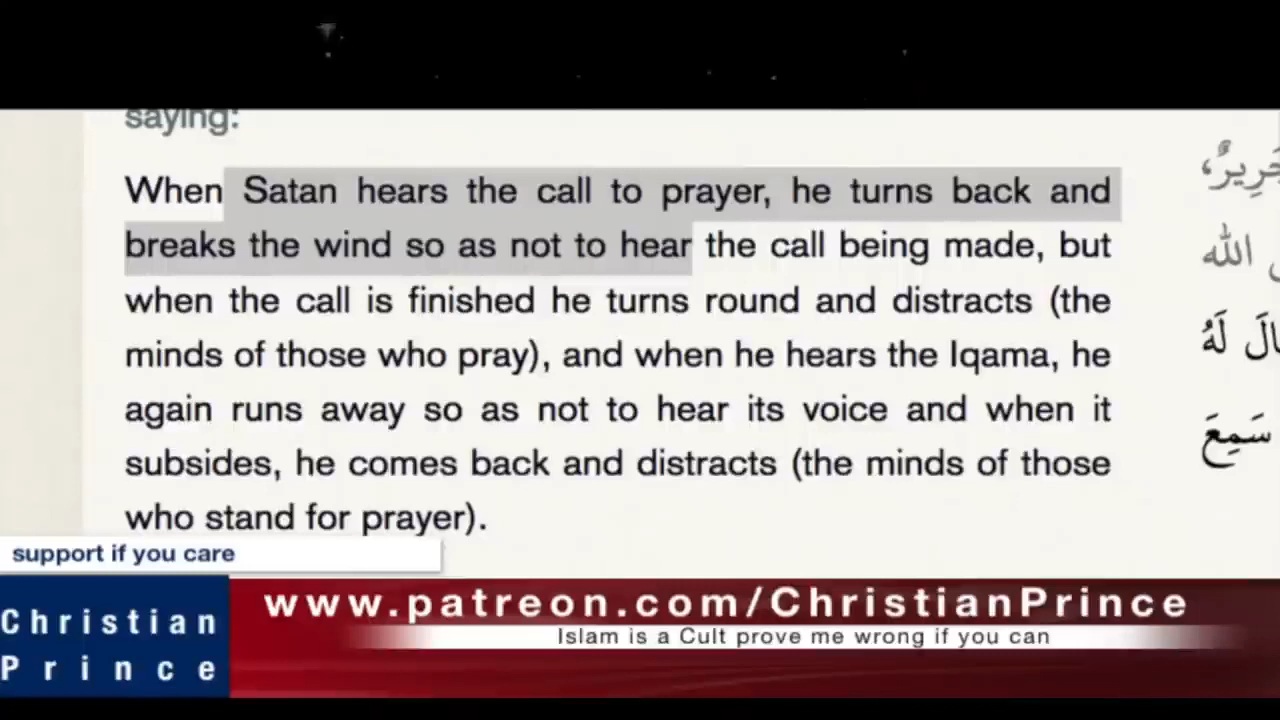 saying:
When Satan hears the call to prayer, he turns back and
breaks the wind so as not to hear the call being made, but
when the call is finished he turns round and distracts (the
minds of those who pray), and when he hears the Iqama, he
again runs away so as not to hear its voice and when it
subsides, he comes back and distracts (the minds of those
who stand for prayer).
الله
لَهُ
سَمِعَ
support if you care
Christian
Prince
www.patreon.com/ChristianPrince
Islam is a Cult prove me wrong if you can